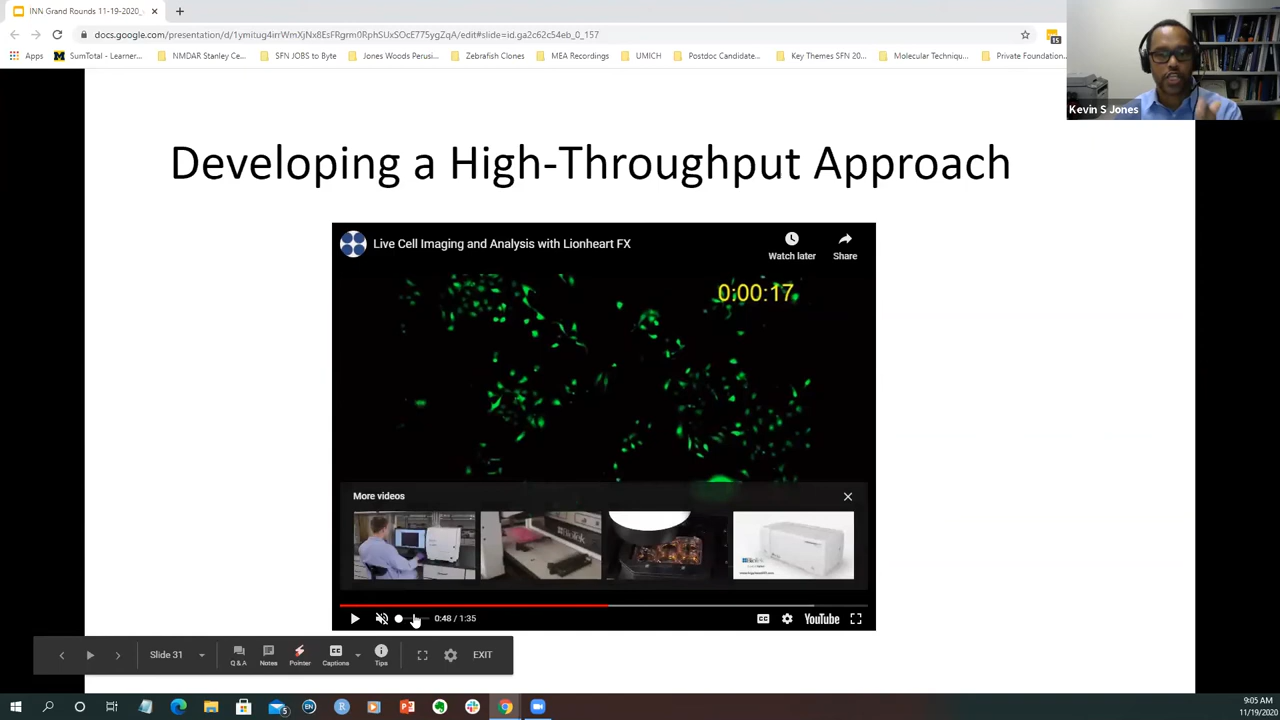 INN Grand Rounds 11-19-2020_
docs.google.com/presentation/d/1ymitug4irrWmXjNx8EsFRgrm0RphSUxSOcE775ygZqA/edit#slide=id.ga2c62c54eb_0_157
15
Apps
SumTotal - Learner...
NMDAR Stanley Ce...
SFN JOBS to Byte
Jones Woods Perusi...
Zebrafish Clones
MEA Recordings
UMICH
Postdoc Candidate...
Key Themes SFN 20...
Molecular Techniqu...
Private Foundation...
Kevin S Jones
Developing a High-Throughput Approach
Live Cell Imaging and Analysis with Lionheart FX
Watch later
Share
0:00:17
More videos
0:48 / 1:35
YouTube
Slide 31
Q & A
Notes
Pointer
Captions
Tips
EXIT
9:05 AM
11/19/2020